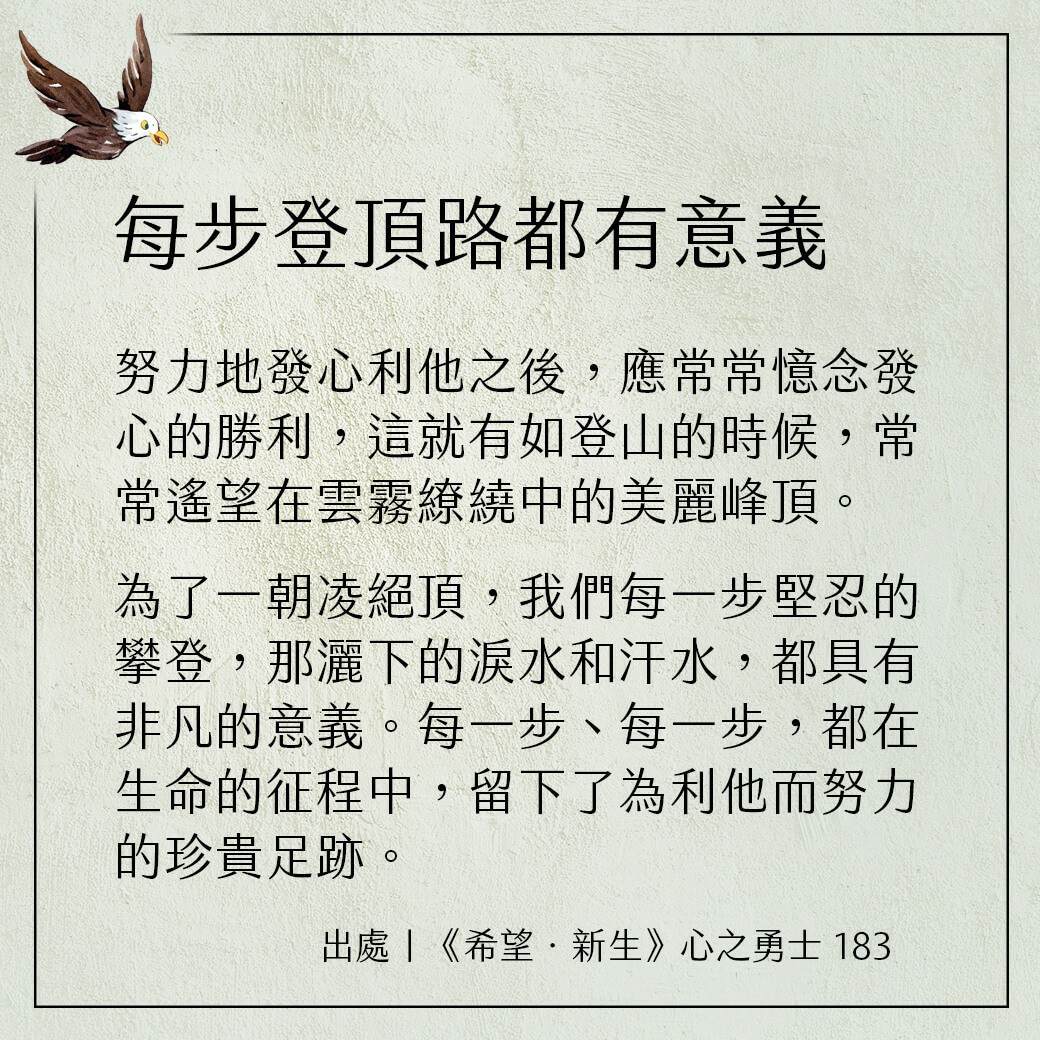 每步登頂路都有意義
努力地發心利他之後，應常常憶念發
心的勝利，這就有如登山的時候，常
常遙望在雲霧繚繞中的美麗峰頂。
為了一朝凌絕頂，我們每一步堅忍的
攀登，那灑下的淚水和汗水，都具有
非凡的意義。每一步、每一步，都在
生命的征程中，留下了為利他而努力
的珍貴足跡。
出處｜《希望．新生》心之勇士 183